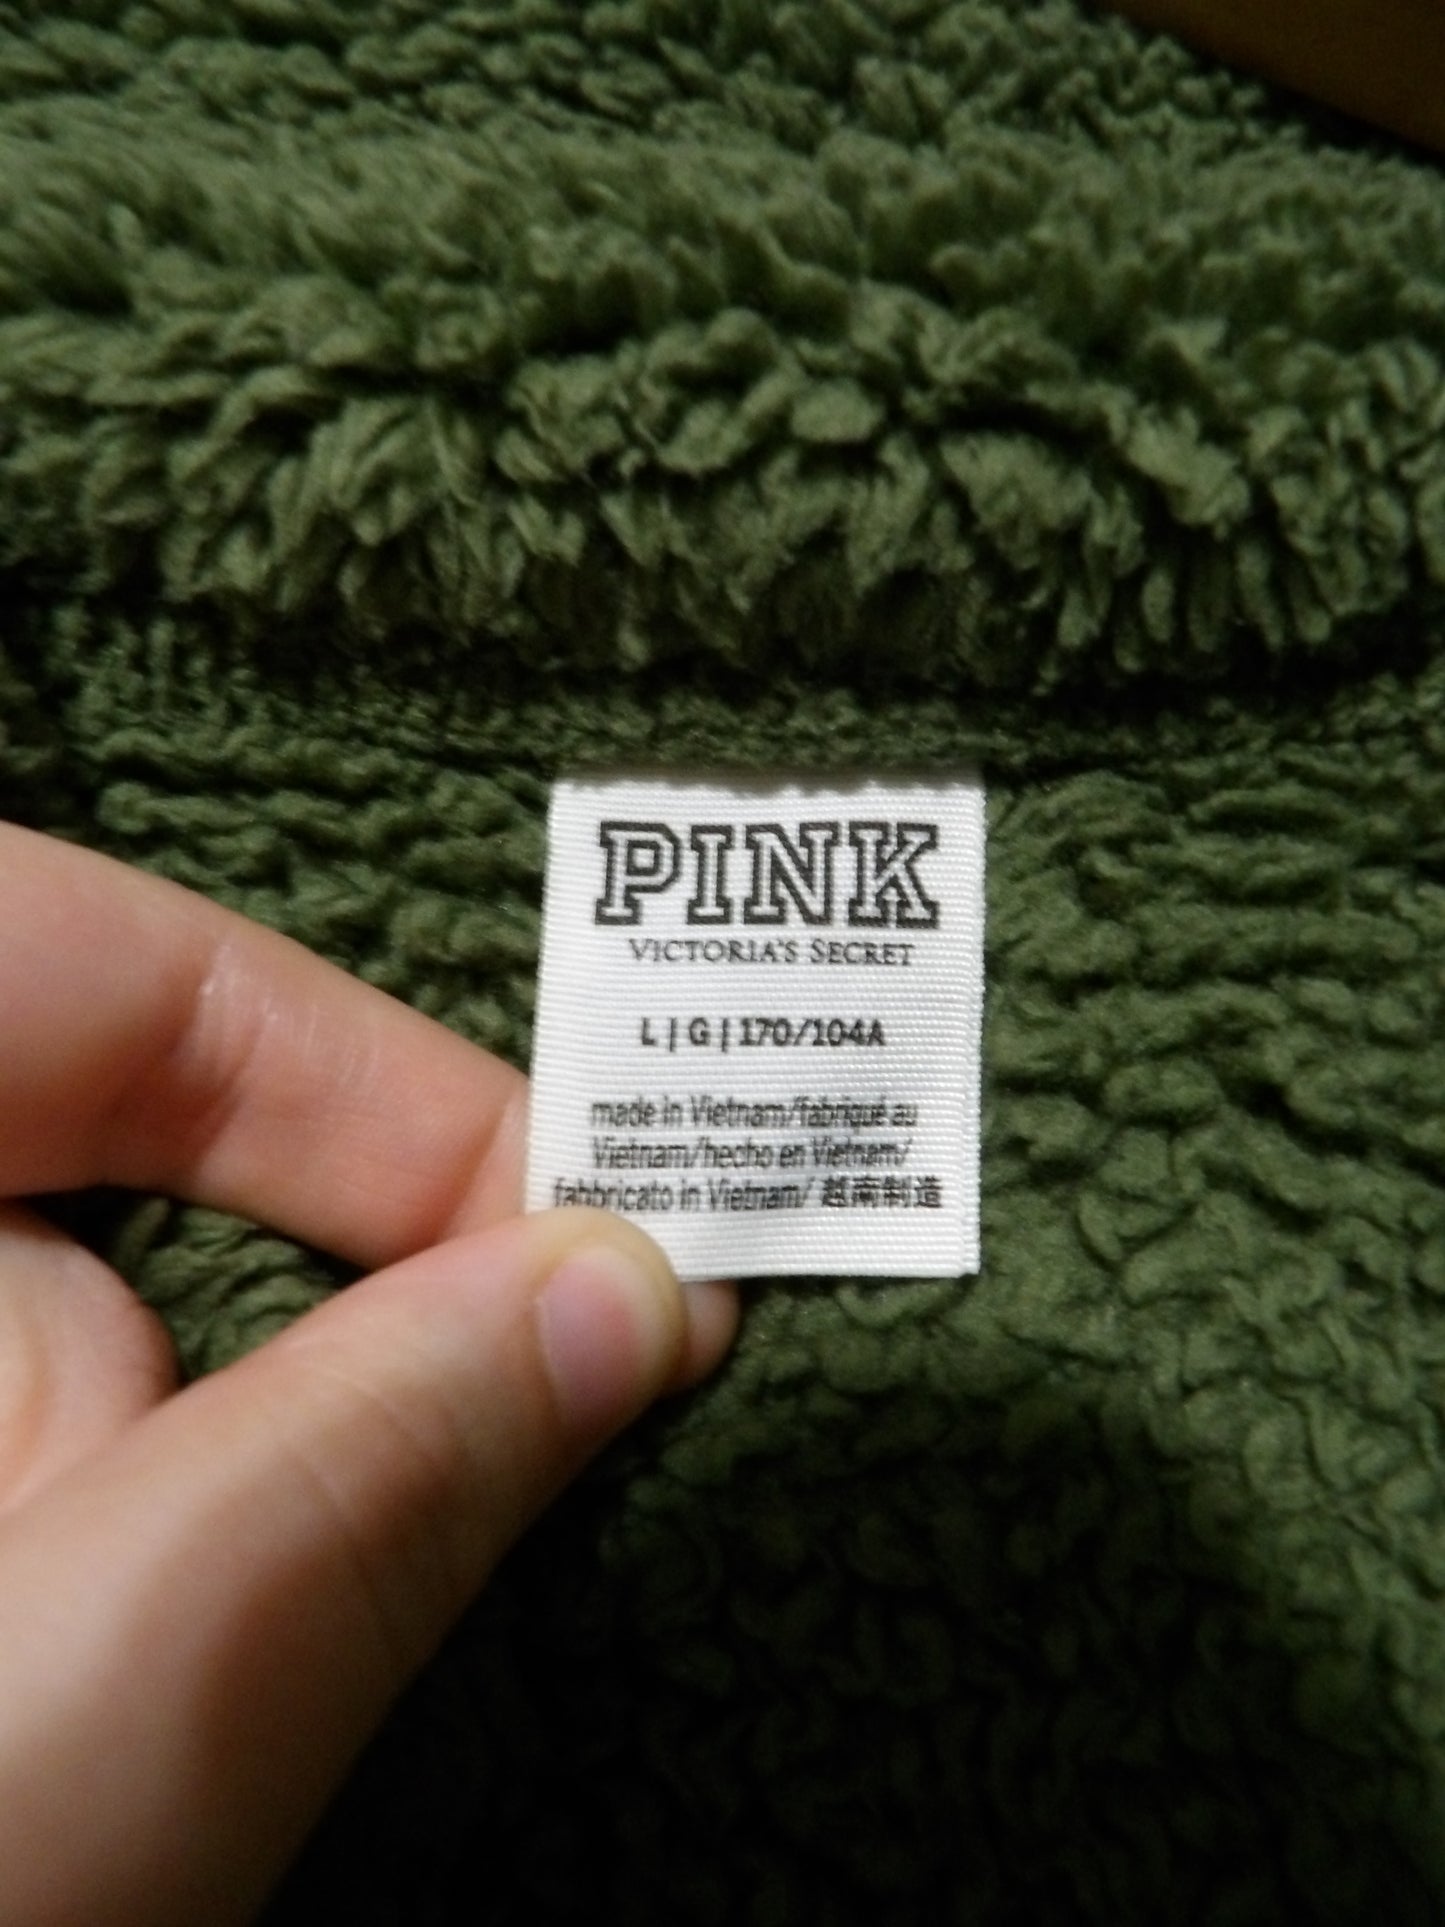 PINK
VICTORIA'S SECRET
L | G | 170/104A
made in Vietnam/fabriqué au
Vietnam/hecho en Vietnam/
fabbricato in Vietnam/ 越南制造